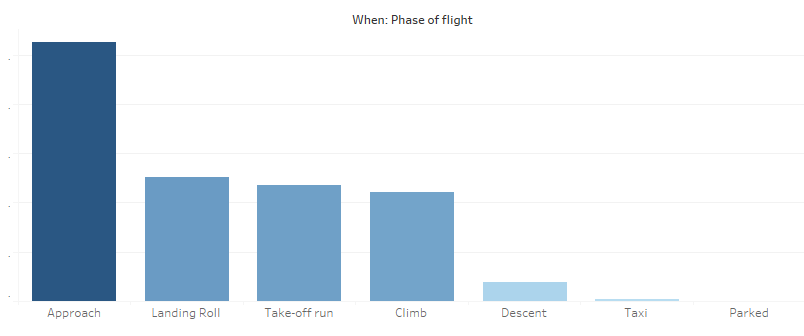 When: Phase of flight
Approach Landing Roll Take-off run Climb Descent Taxi Parked